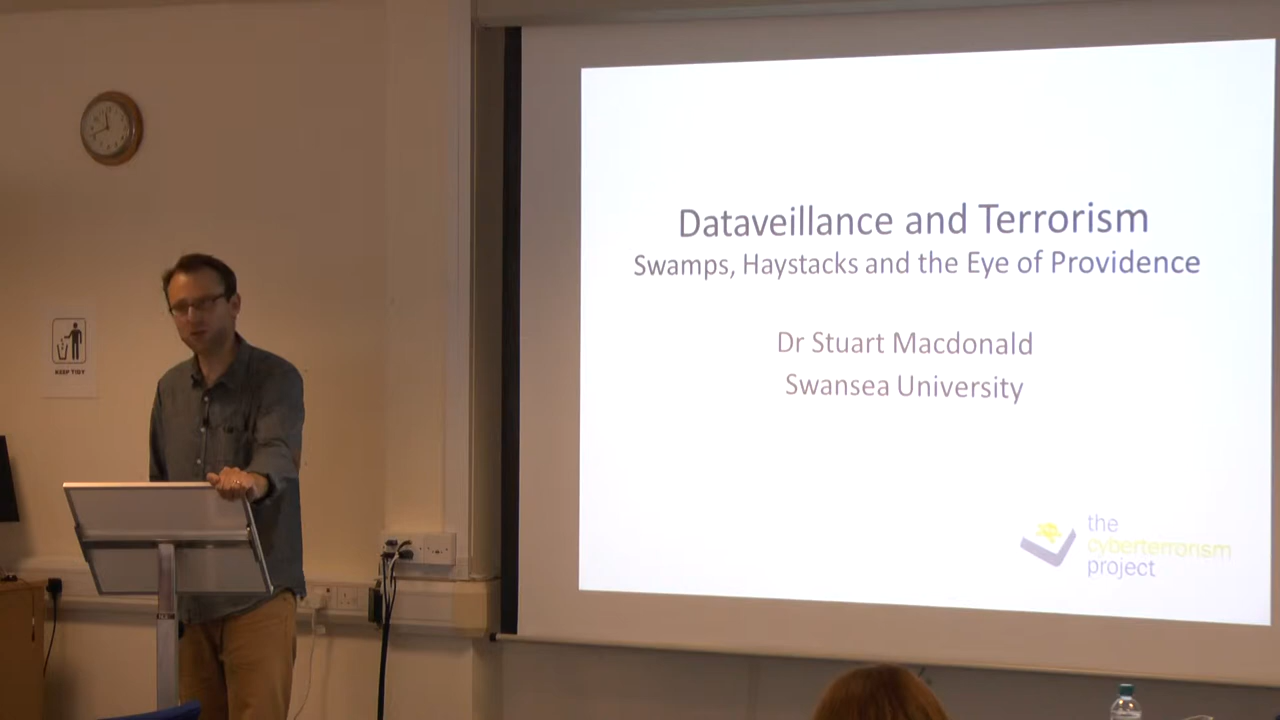 KEEP TIDY
Dataveillance and Terrorism
Swamps, Haystacks and the Eye of Providence
Dr Stuart Macdonald
Swansea University
the
cyberterrorism
project